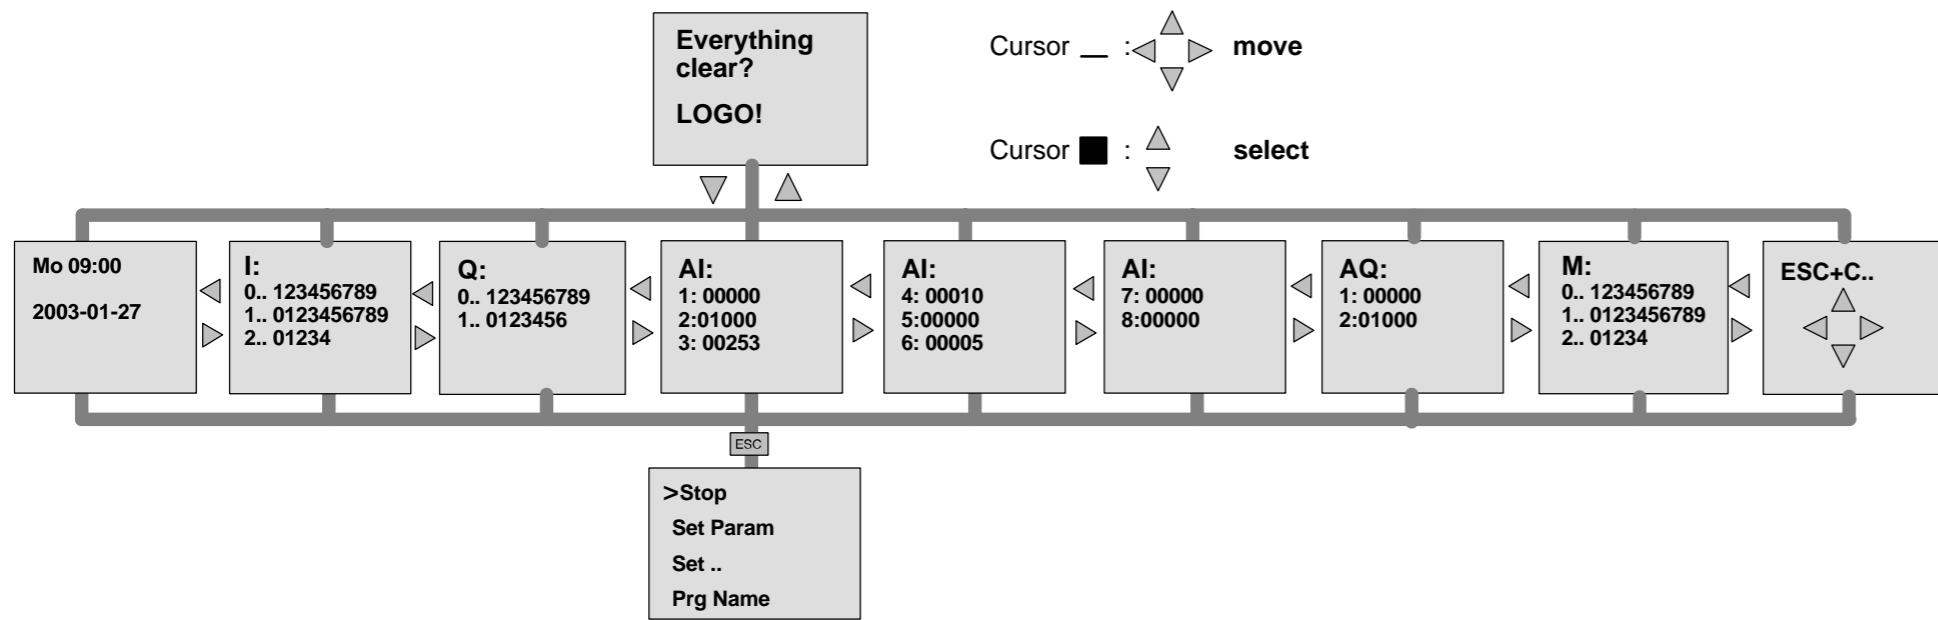 Everything
clear?
LOGO!
Cursor _ : move
Cursor ■ : select
Mo 09:00
2003-01-27
I:
0.. 123456789
1.. 0123456789
2.. 01234
Q:
0.. 123456789
1.. 0123456
AI:
1: 00000
2:01000
3: 00253
AI:
4: 00010
5:00000
6: 00005
AI:
7: 00000
8:00000
AQ:
1: 00000
2:01000
M:
0.. 123456789
1.. 0123456789
2.. 01234
ESC+C..
ESC
>Stop
Set Param
Set ..
Prg Name